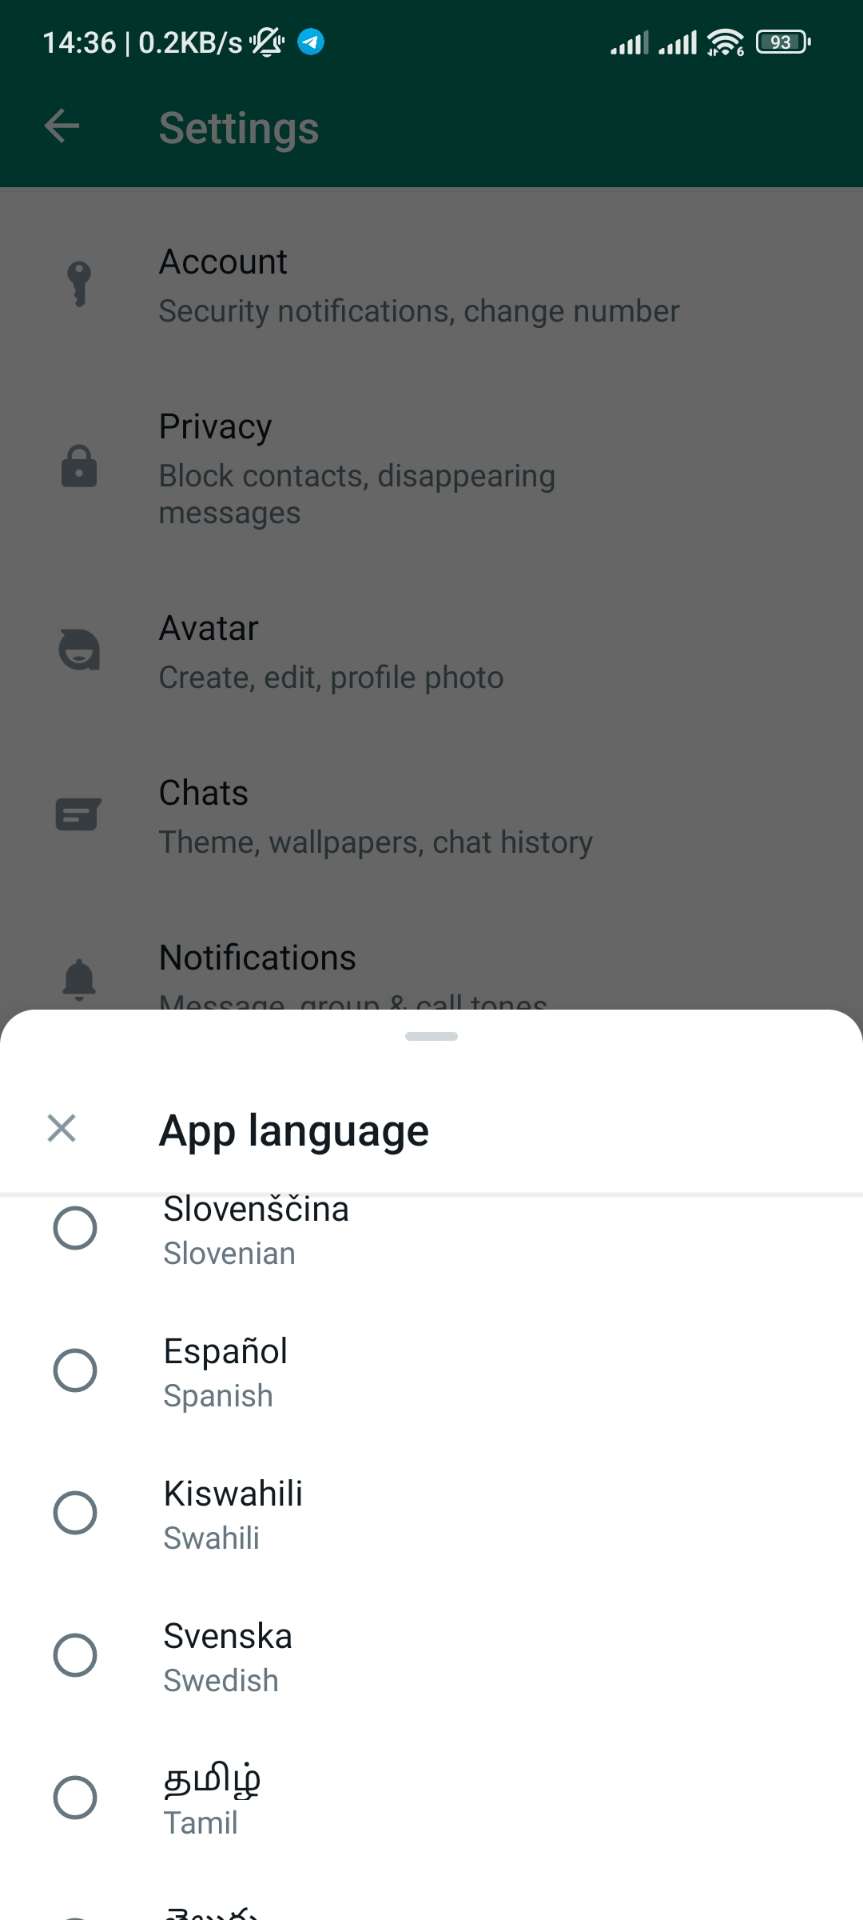 14:36 | 0.2KB/s
93
6
Settings
Account
Security notifications, change number
Privacy
Block contacts, disappearing
messages
Avatar
Create, edit, profile photo
Chats
Theme, wallpapers, chat history
Notifications
Message, group & call tones
App language
Slovenščina
Slovenian
Español
Spanish
Kiswahili
Swahili
Svenska
Swedish
தமிழ்
Tamil
తెలుగు